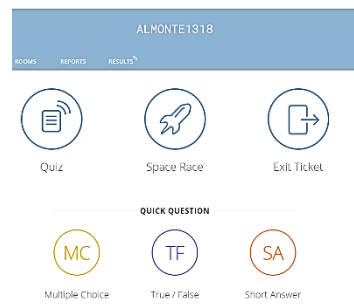 ALMONTE1318
ROOMS REPORTS RESULTS
Quiz Space Race Exit Ticket
QUICK QUESTION
MC TF SA
Multiple Choice True / False Short Answer